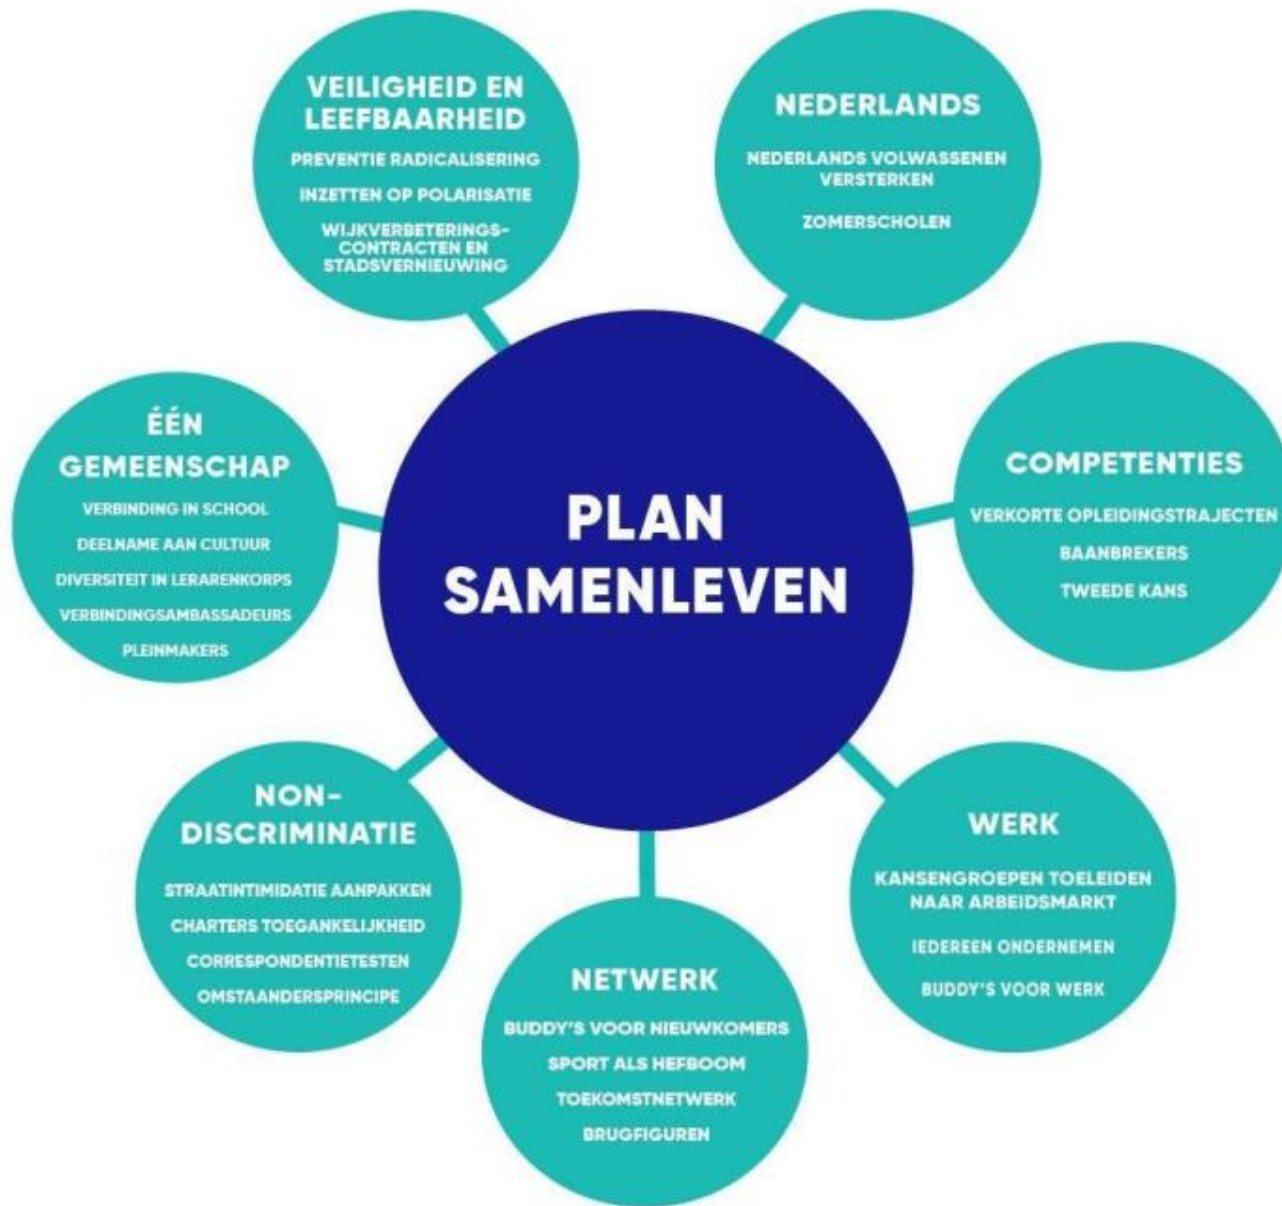 VEILIGHEID EN
LEEFBAARHEID
PREVENTIE RADICALISERING
INZETTEN OP POLARISATIE
WIJKVERBETERINGS-
CONTRACTEN EN
STADSVERNIEUWING
NEDERLANDS
NEDERLANDS VOLWASSENEN
VERSTERKEN
ZOMERSCHOLEN
ÉÉN
GEMEENSCHAP
VERBINDING IN SCHOOL
DEELNAME AAN CULTUUR
DIVERSITEIT IN LERARENKORPS
VERBINDINGSAMBASSADEURS
PLEINMAKERS
PLAN
SAMENLEVEN
COMPETENTIES
VERKORTE OPLEIDINGSTRAJECTEN
BAANBREKERS
TWEEDE KANS
NON-
DISCRIMINATIE
STRAATINTIMIDATIE AANPAKKEN
CHARTERS TOEGANKELIJKHEID
CORRESPONDENTIETESTEN
OMSTAANDERSPRINCIPE
NETWERK
BUDDY'S VOOR NIEUWKOMERS
SPORT ALS HEFBOOM
TOEKOMSTNETWERK
BRUGFIGUREN
WERK
KANSENGROEPEN TOELEIDEN
NAAR ARBEIDSMARKT
IEDEREEN ONDERNEMEN
BUDDY'S VOOR WERK